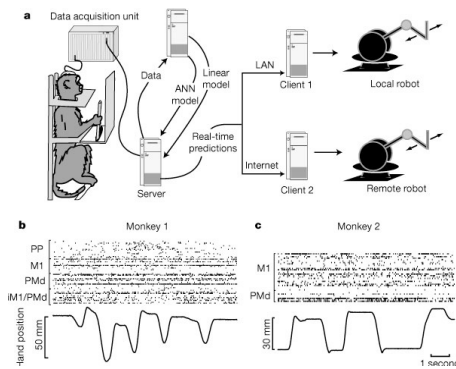 a
Data acquisition unit
Data
ANN
model
Linear
model
LAN
Client 1
Local robot
Real-time
predictions
Server
Internet
Client 2
Remote robot
b
Monkey 1
PP
M1
PMd
iM1/PMd
Hand position
50 mm
c
Monkey 2
M1
PMd
30 mm
1 second